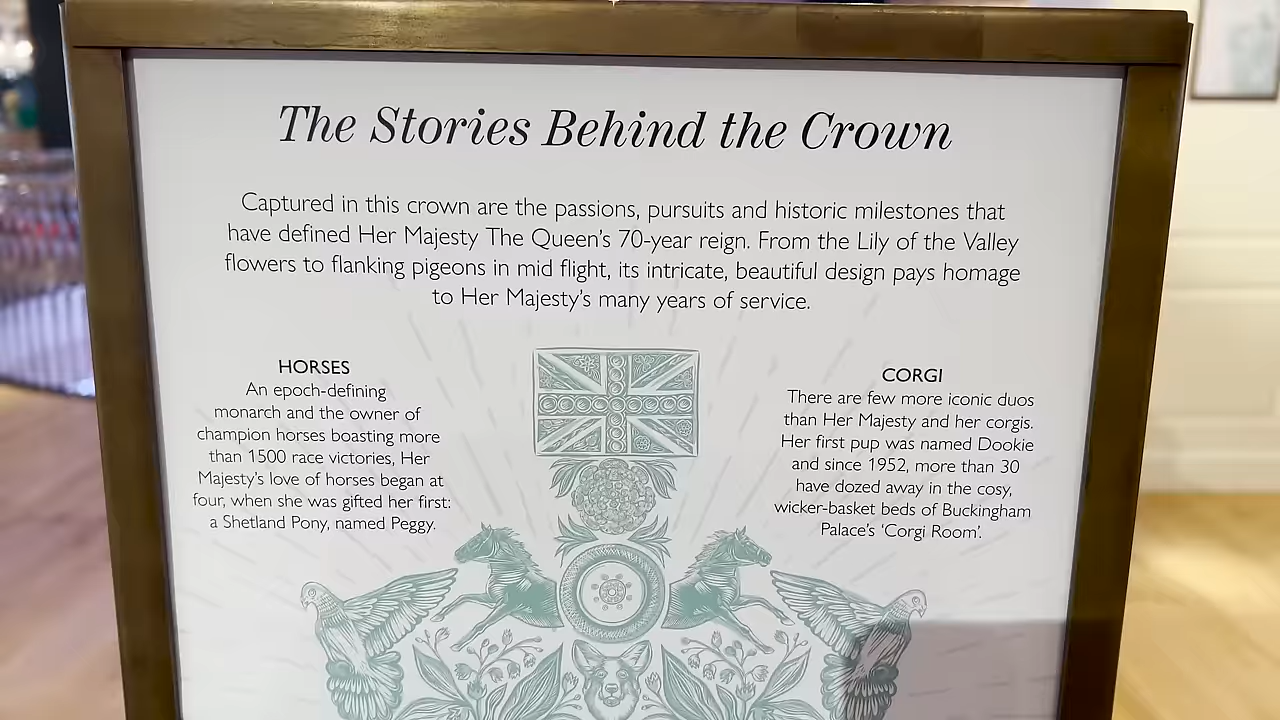 The Stories Behind the Crown
Captured in this crown are the passions, pursuits and historic milestones that
have defined Her Majesty The Queen's 70-year reign. From the Lily of the Valley
flowers to flanking pigeons in mid flight, its intricate, beautiful design pays homage
to Her Majesty's many years of service.
HORSES
An epoch-defining
monarch and the owner of
champion horses boasting more
than 1500 race victories, Her
Majesty's love of horses began at
four, when she was gifted her first:
a Shetland Pony, named Peggy.
CORGI
There are few more iconic duos
than Her Majesty and her corgis.
Her first pup was named Dookie
and since 1952, more than 30
have dozed away in the cosy,
wicker-basket beds of Buckingham
Palace's 'Corgi Room'.